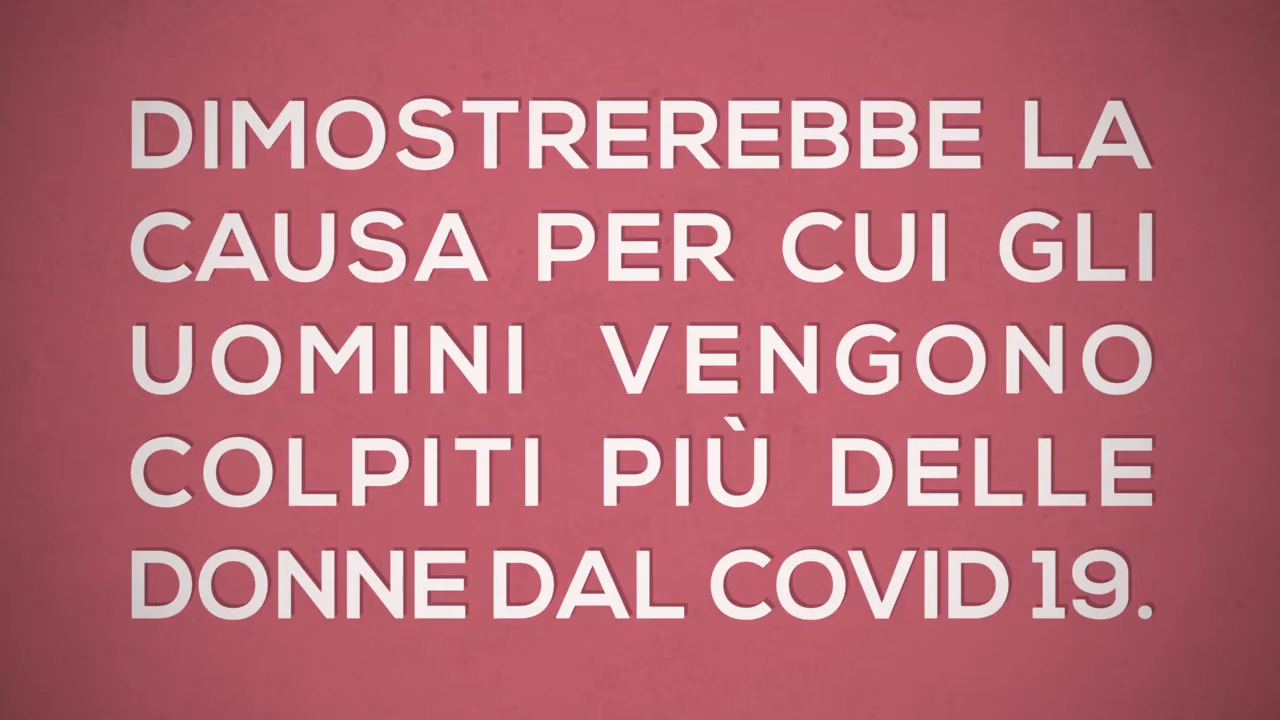 DIMOSTREREBBE LA
CAUSA PER CUI GLI
UOMINI VENGONO
COLPITI PIÙ DELLE
DONNE DAL COVID 19.